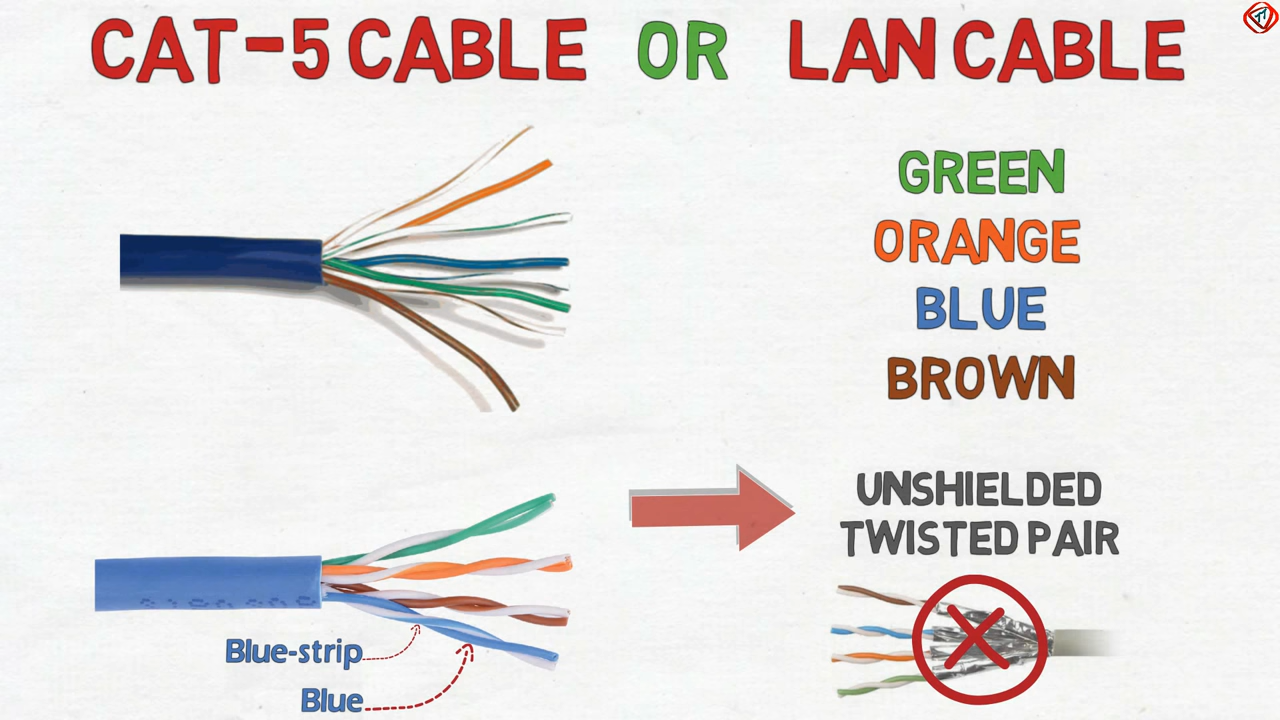 CAT-5 CABLE OR LAN CABLE
GREEN
ORANGE
BLUE
BROWN
UNSHIELDED
TWISTED PAIR
Blue-strip
Blue